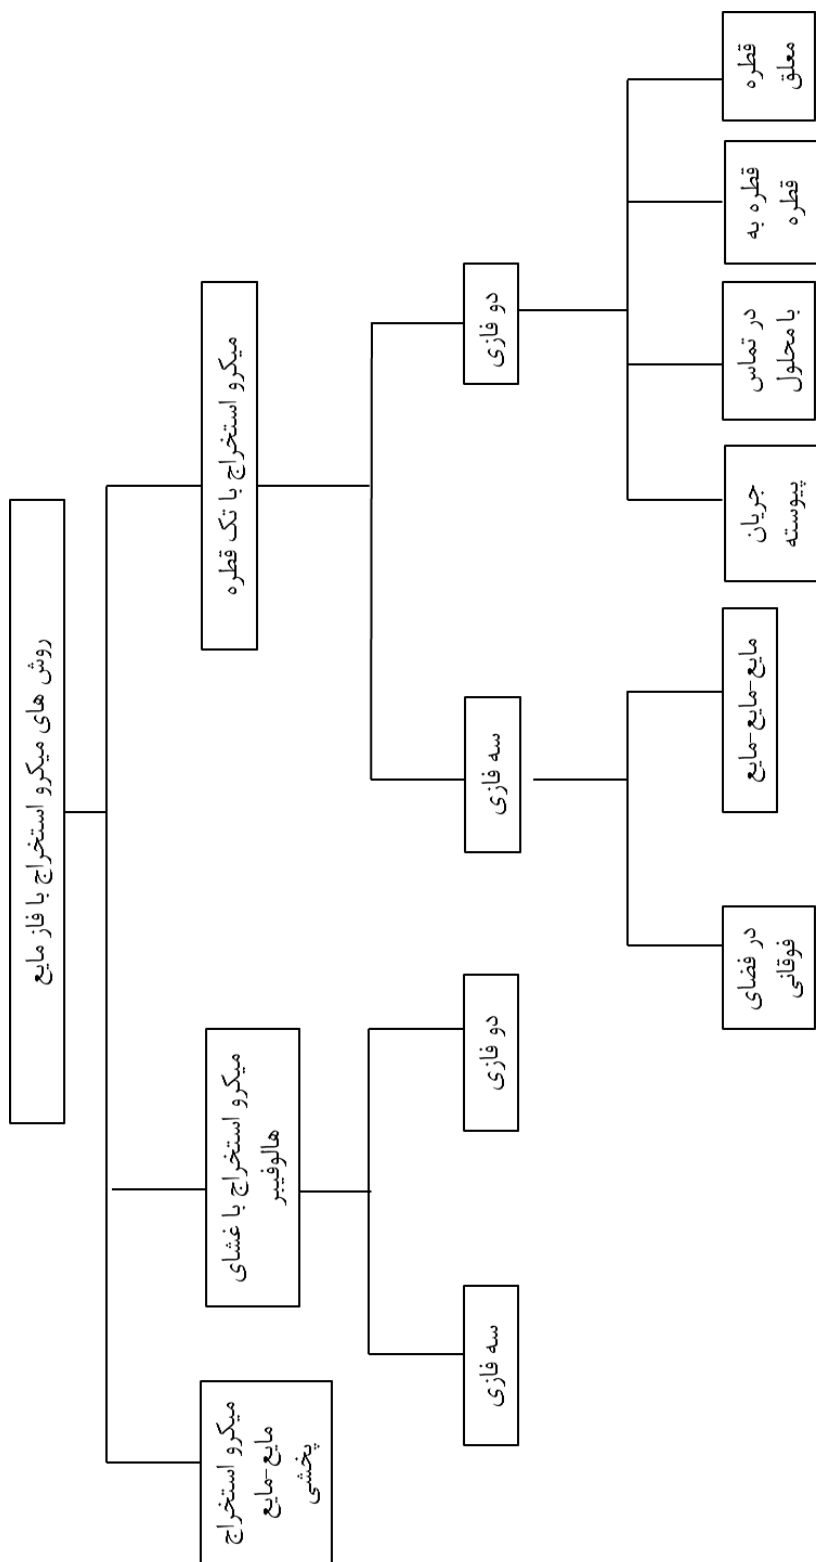 روش های میکرو استخراج با فاز مایع
میکرو استخراج با تک قطره
میکرو استخراج با غشای
هالوفیبر
میکرو استخراج
مایع-مایع
پخشی
دو فازی
سه فازی
دو فازی
سه فازی
قطره
معلق
قطره به
قطره
در تماس
با محلول
جریان
پیوسته
مایع-مایع-مایع
در فضای
فوقانی